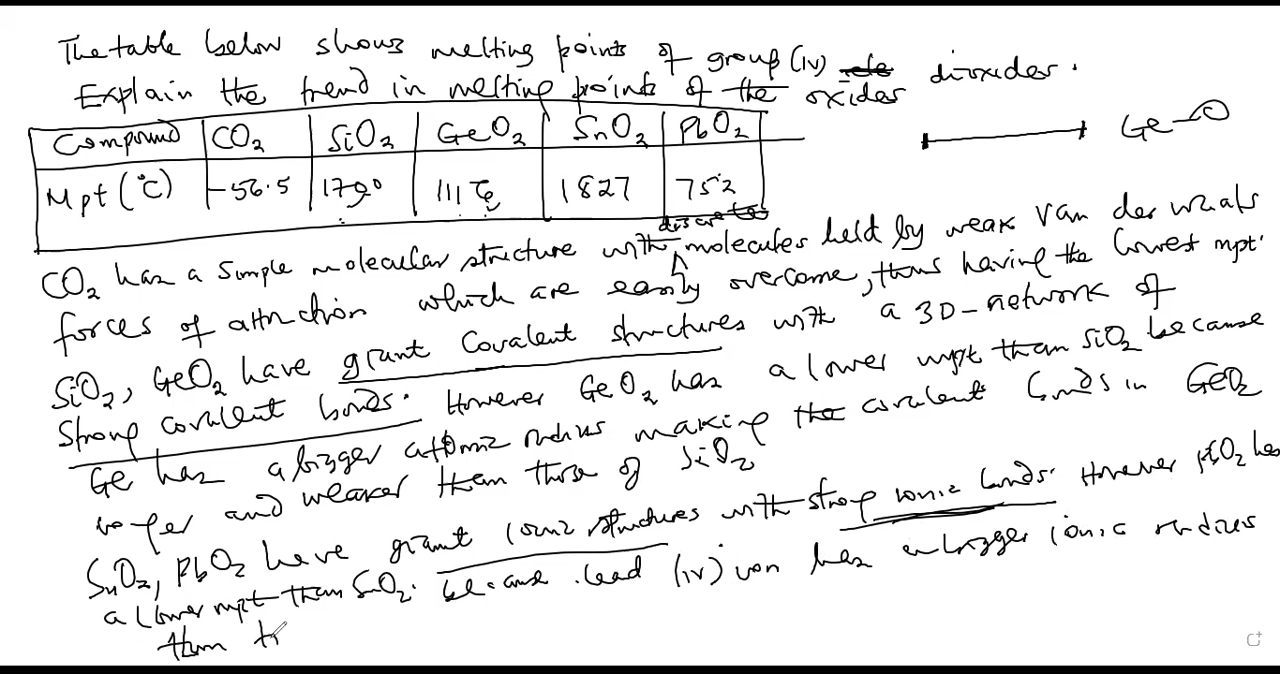 The table below shows melting points of group (iv) dioxides.
Explain the trend in melting points of the oxides
Ge-O
Compound CO2 SiO2 GeO2 SnO2 PbO2
Mpt (°C) -56.5 1116 1827 752
discrete
CO2 has a simple molecular structure with molecules held by weak Van der waals
forces of attraction which are easily overcome, thus having the lowest mpt.
SiO2, GeO2 have giant covalent structures with a 3D-network of
strong covalent bonds. However GeO2 has a lower mpt than SiO2 because
Ge has a bigger atomic radius making the covalent bonds in GeO2
longer and weaker than those of SiO2
SnO2, PbO2 have giant ionic structures with strong ionic bonds. However PbO2 has
a lower mpt than SnO2. because lead (iv) ion has a bigger ionic radius
than